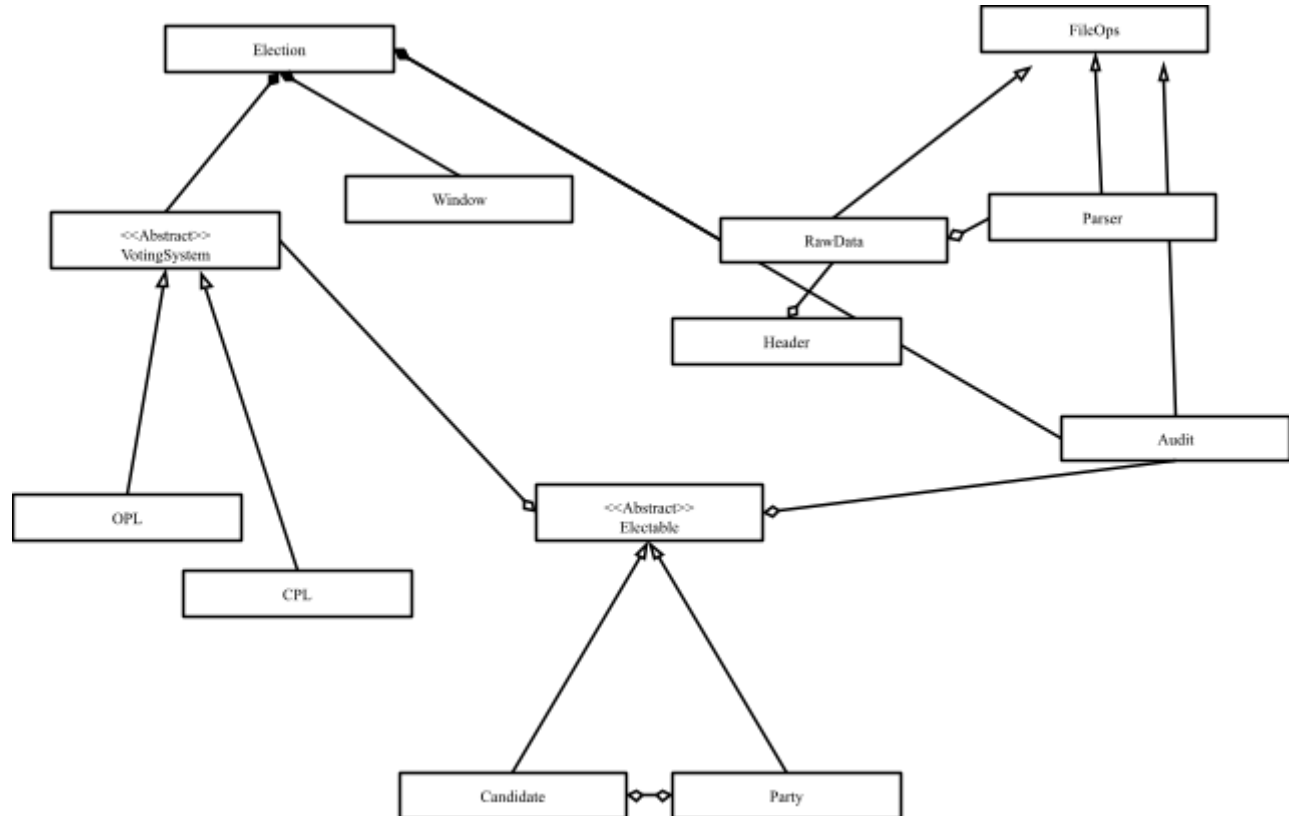 FileOps
Election
Window
Parser
<<Abstract>>
VotingSystem
RawData
Header
Audit
<<Abstract>>
Electable
OPL
CPL
Candidate
Party